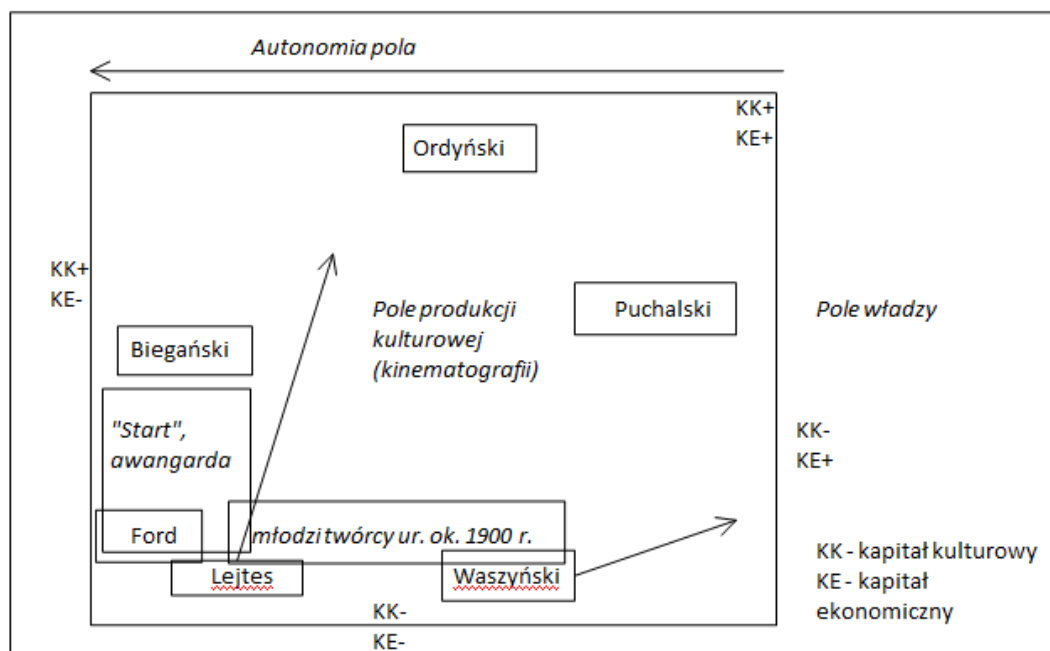 Autonomia pola
KK+
KE+
Ordyński
KK+
KE-
Pole produkcji
kulturowej
(kinematografii)
Puchalski
Pole władzy
Biegański
"Start",
awangarda
KK-
KE+
Ford
młodzi twórcy ur. ok. 1900 r.
Lejtes
Waszyński
KK - kapitał kulturowy
KE - kapitał
ekonomiczny
KK-
KE-